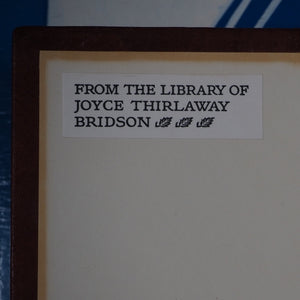 FROM THE LIBRARY OF
JOYCE THIRLAWAY
BRIDSON